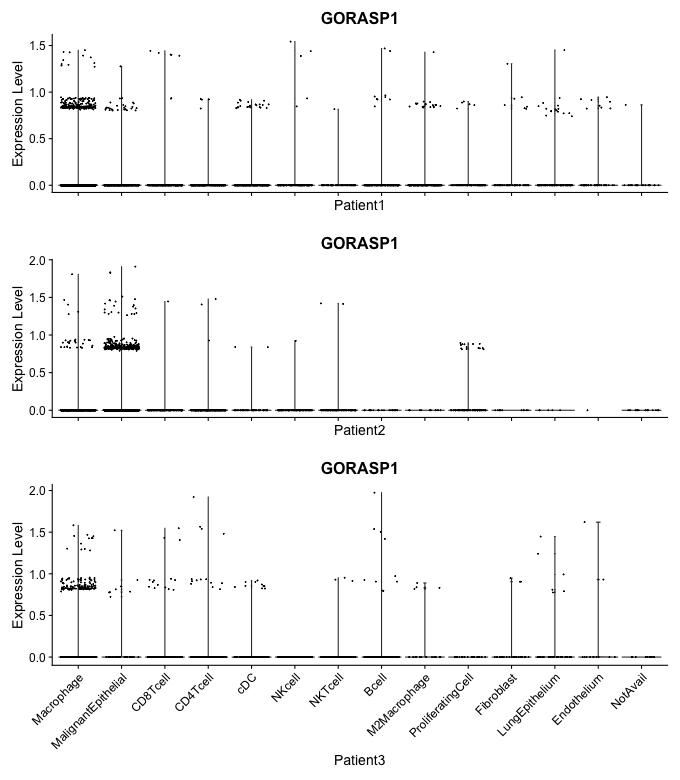 GORASP1
Expression Level
1.5
1.0
0.5
0.0
Patient1
GORASP1
Expression Level
2.0
1.5
1.0
0.5
0.0
Patient2
GORASP1
Expression Level
2.0
1.5
1.0
0.5
0.0
Macrophage
MalignantEpithelial
CD8Tcell
CD4Tcell
cDC
NKcell
NKTcell
Bcell
M2Macrophage
ProliferatingCell
Fibroblast
LungEpithelium
Endothelium
NotAvail
Patient3